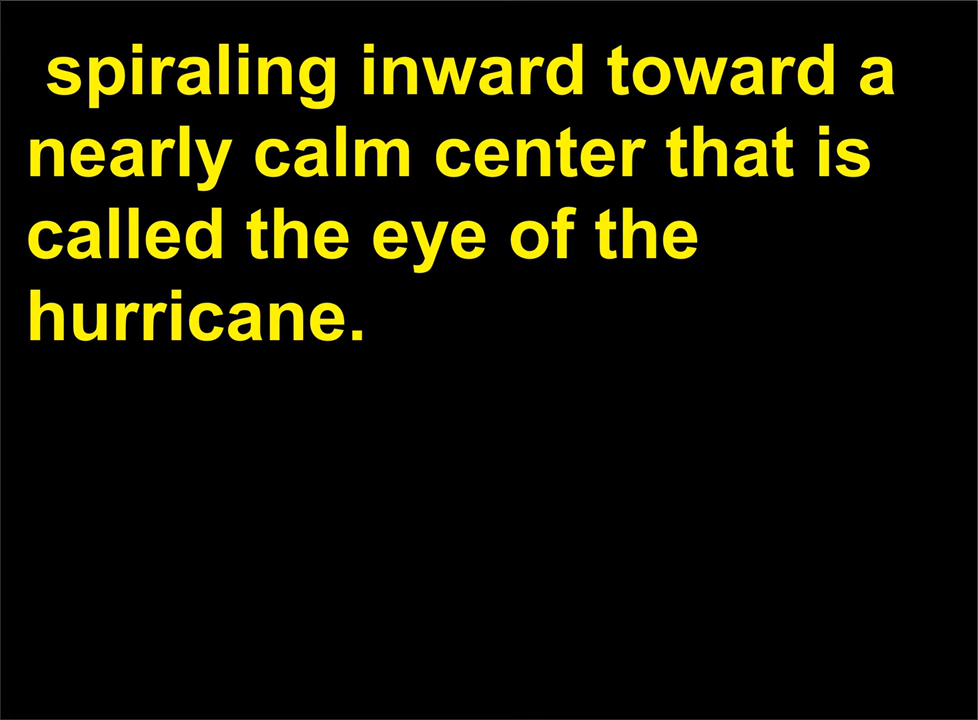 spiraling inward toward a
nearly calm center that is
called the eye of the
hurricane.